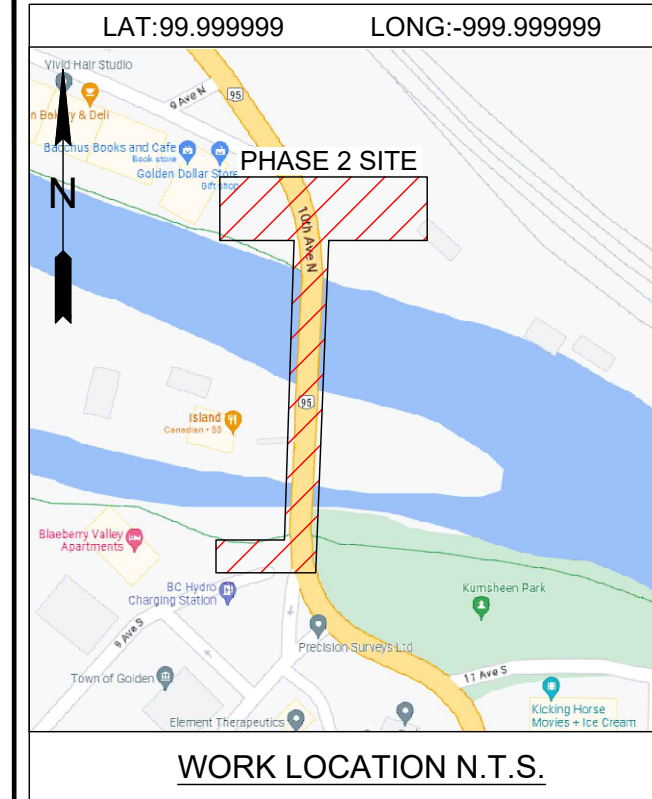 LAT:99.999999 LONG:-999.999999
Vivid Hair Studio
95
9 Ave N
n Bakery & Deli
Bacchus Books and Cafe
Book store
Golden Dollar Store
Gift shop
PHASE 2 SITE
N
10th Ave N
95
Island
Canadian • $$
Blaeberry Valley
Apartments
BC Hydro
Charging Station
Kumsheen Park
9 Ave S
Precision Surveys Ltd
Town of Golden
11 Ave S
Element Therapeutics
Kicking Horse
Movies + Ice Cream
WORK LOCATION N.T.S.